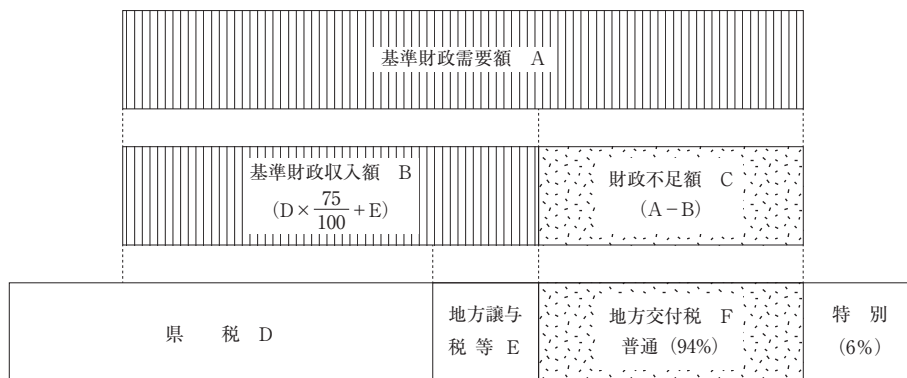 基準財政需要額 A
基準財政収入額 B
(D×75/100+E)
財政不足額 C
(A−B)
県 税 D
地方譲与
税 等 E
地方交付税 F
普通 (94%)
特 別
(6%)